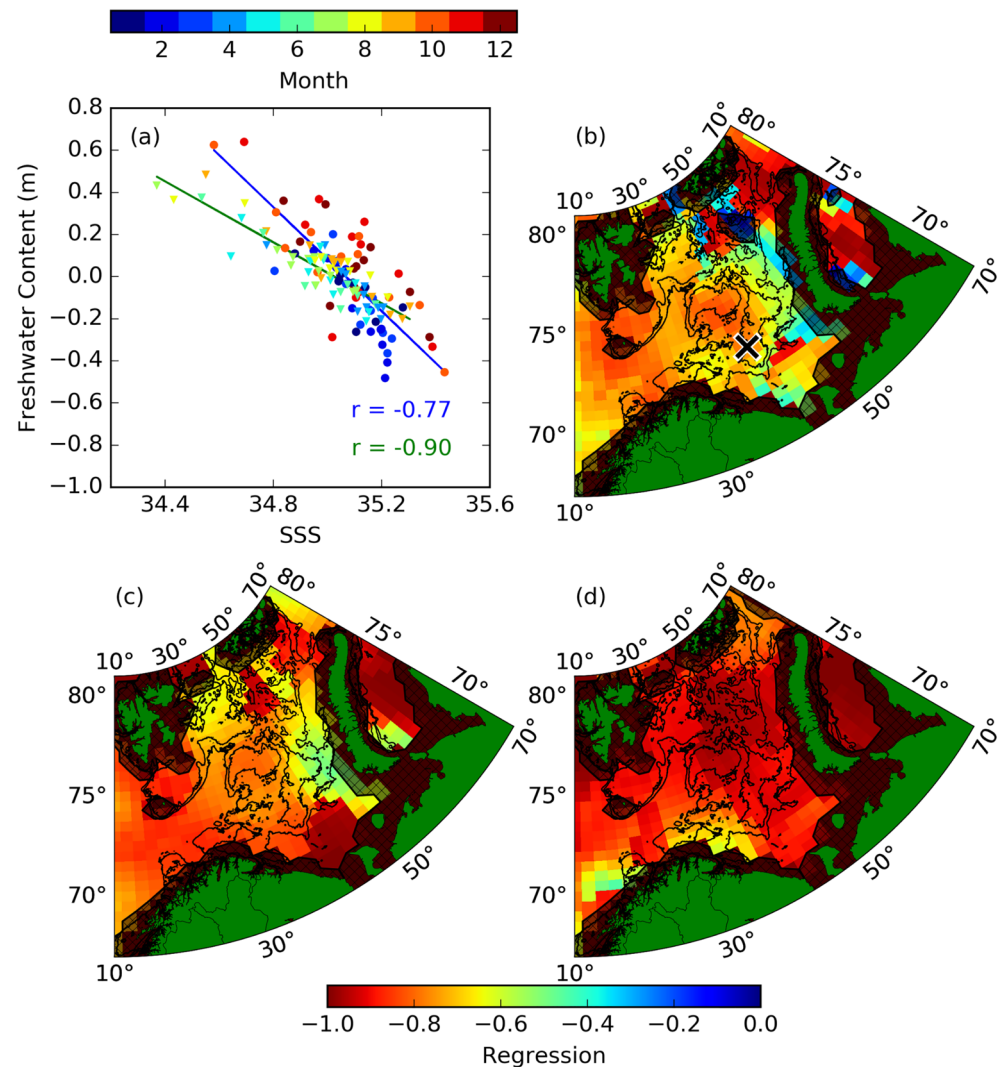 2 4 6 8 10 12
Month
(a)
0.8
0.6
0.4
0.2
0.0
−0.2
−0.4
−0.6
−0.8
−1.0
Freshwater Content (m)
r = -0.77
r = -0.90
34.4 34.8 35.2 35.6
SSS
(b)
10° 30° 50° 70° 80°
75°
70°
70°
80°
75°
70°
50°
30°
10°
(c)
10° 30° 50° 70° 80°
75°
70°
70°
80°
75°
70°
50°
30°
10°
(d)
10° 30° 50° 70° 80°
75°
70°
70°
80°
75°
70°
50°
30°
10°
−1.0 −0.8 −0.6 −0.4 −0.2 0.0
Regression